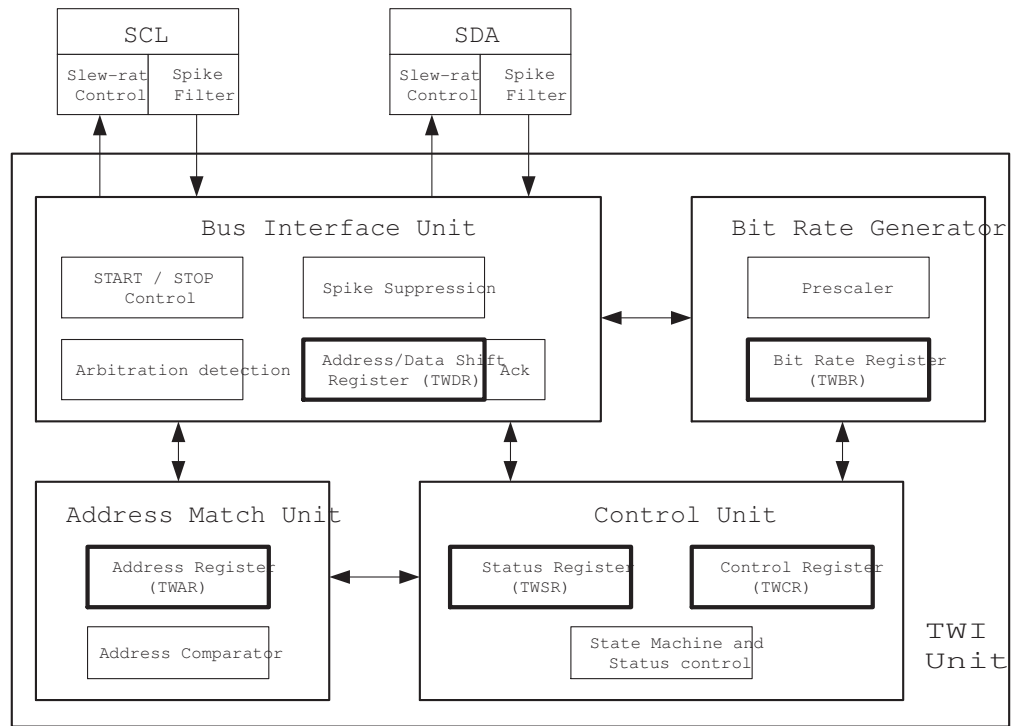 SCL
SDA
Slew-rat
Control
Spike
Filter
Slew-rat
Control
Spike
Filter
Bus Interface Unit
START / STOP
Control
Spike Suppression
Arbitration detection
Address/Data Shift
Register (TWDR)
Ack
Bit Rate Generator
Prescaler
Bit Rate Register
(TWBR)
Address Match Unit
Address Register
(TWAR)
Address Comparator
Control Unit
Status Register
(TWSR)
Control Register
(TWCR)
State Machine and
Status control
TWI
Unit